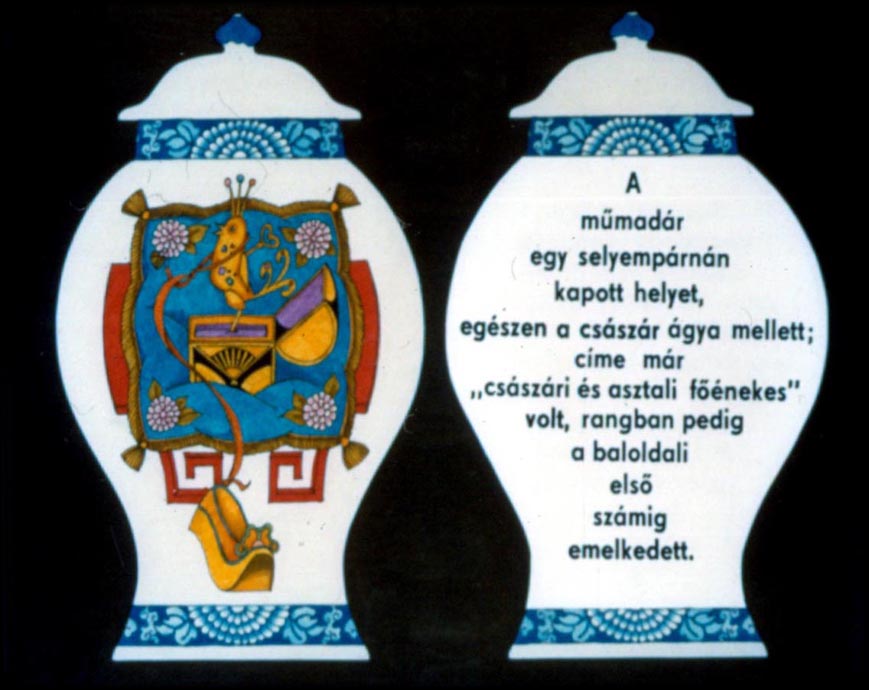 A
műmadár
egy selyempárnán
kapott helyet,
egészen a császár ágya mellett;
címe már
„császári és asztali főénekes"
volt, rangban pedig
a baloldali
első
számig
emelkedett.